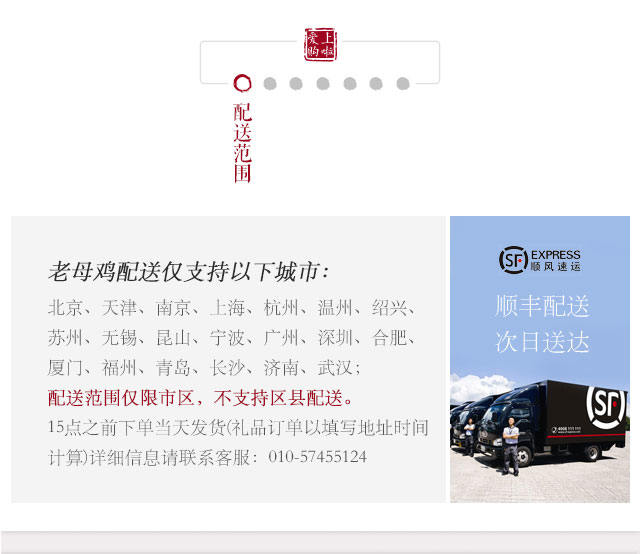 爱上
购啦
配送范围
老母鸡配送仅支持以下城市：
北京、天津、南京、上海、杭州、温州、绍兴、
苏州、无锡、昆山、宁波、广州、深圳、合肥、
厦门、福州、青岛、长沙、济南、武汉；
配送范围仅限市区，不支持区县配送。
15点之前下单当天发货(礼品订单以填写地址时间
计算)详细信息请联系客服：010-57455124
SF EXPRESS
顺风速运
顺丰配送
次日送达
SF